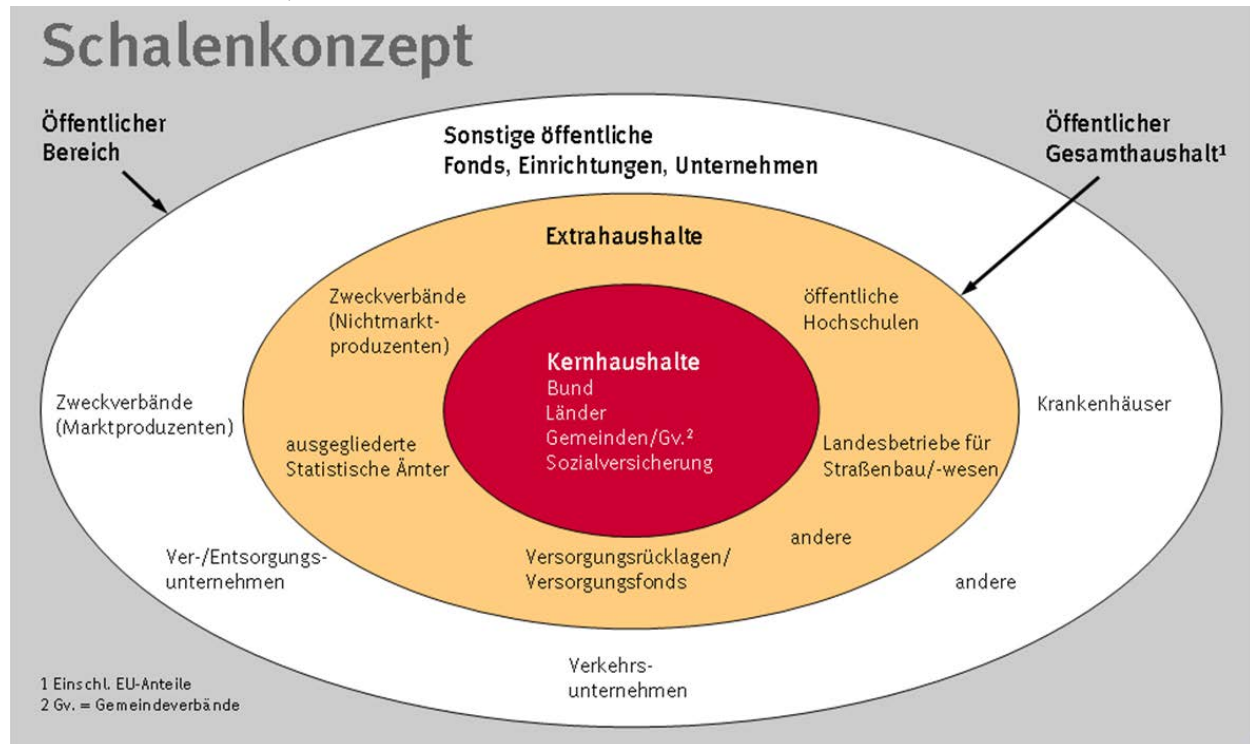 Schalenkonzept
Öffentlicher
Bereich
Sonstige öffentliche
Fonds, Einrichtungen, Unternehmen
Öffentlicher
Gesamthaushalt¹
Extrahaushalte
Zweckverbände
(Nichtmarkt-
produzenten)
öffentliche
Hochschulen
Kernhaushalte
Bund
Länder
Gemeinden/Gv.²
Sozialversicherung
Zweckverbände
(Marktproduzenten)
Krankenhäuser
ausgegliederte
Statistische Ämter
Landesbetriebe für
Straßenbau/-wesen
Ver-/Entsorgungs-
unternehmen
Versorgungsrücklagen/
Versorgungsfonds
andere
andere
Verkehrs-
unternehmen
1 Einschl. EU-Anteile
2 Gv. = Gemeindeverbände